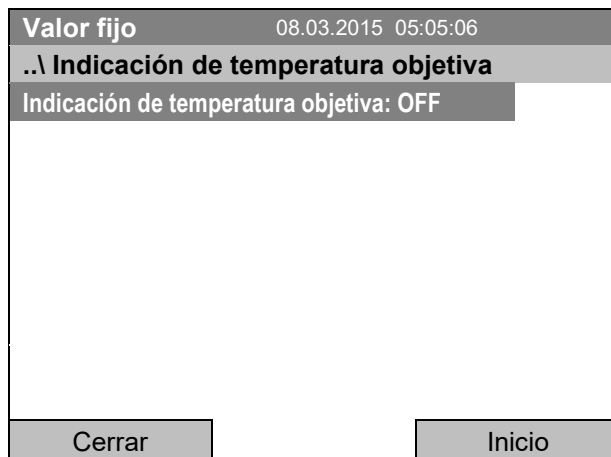 Valor fijo 08.03.2015 05:05:06
..\ Indicación de temperatura objetiva
Indicación de temperatura objetiva: OFF
Cerrar Inicio